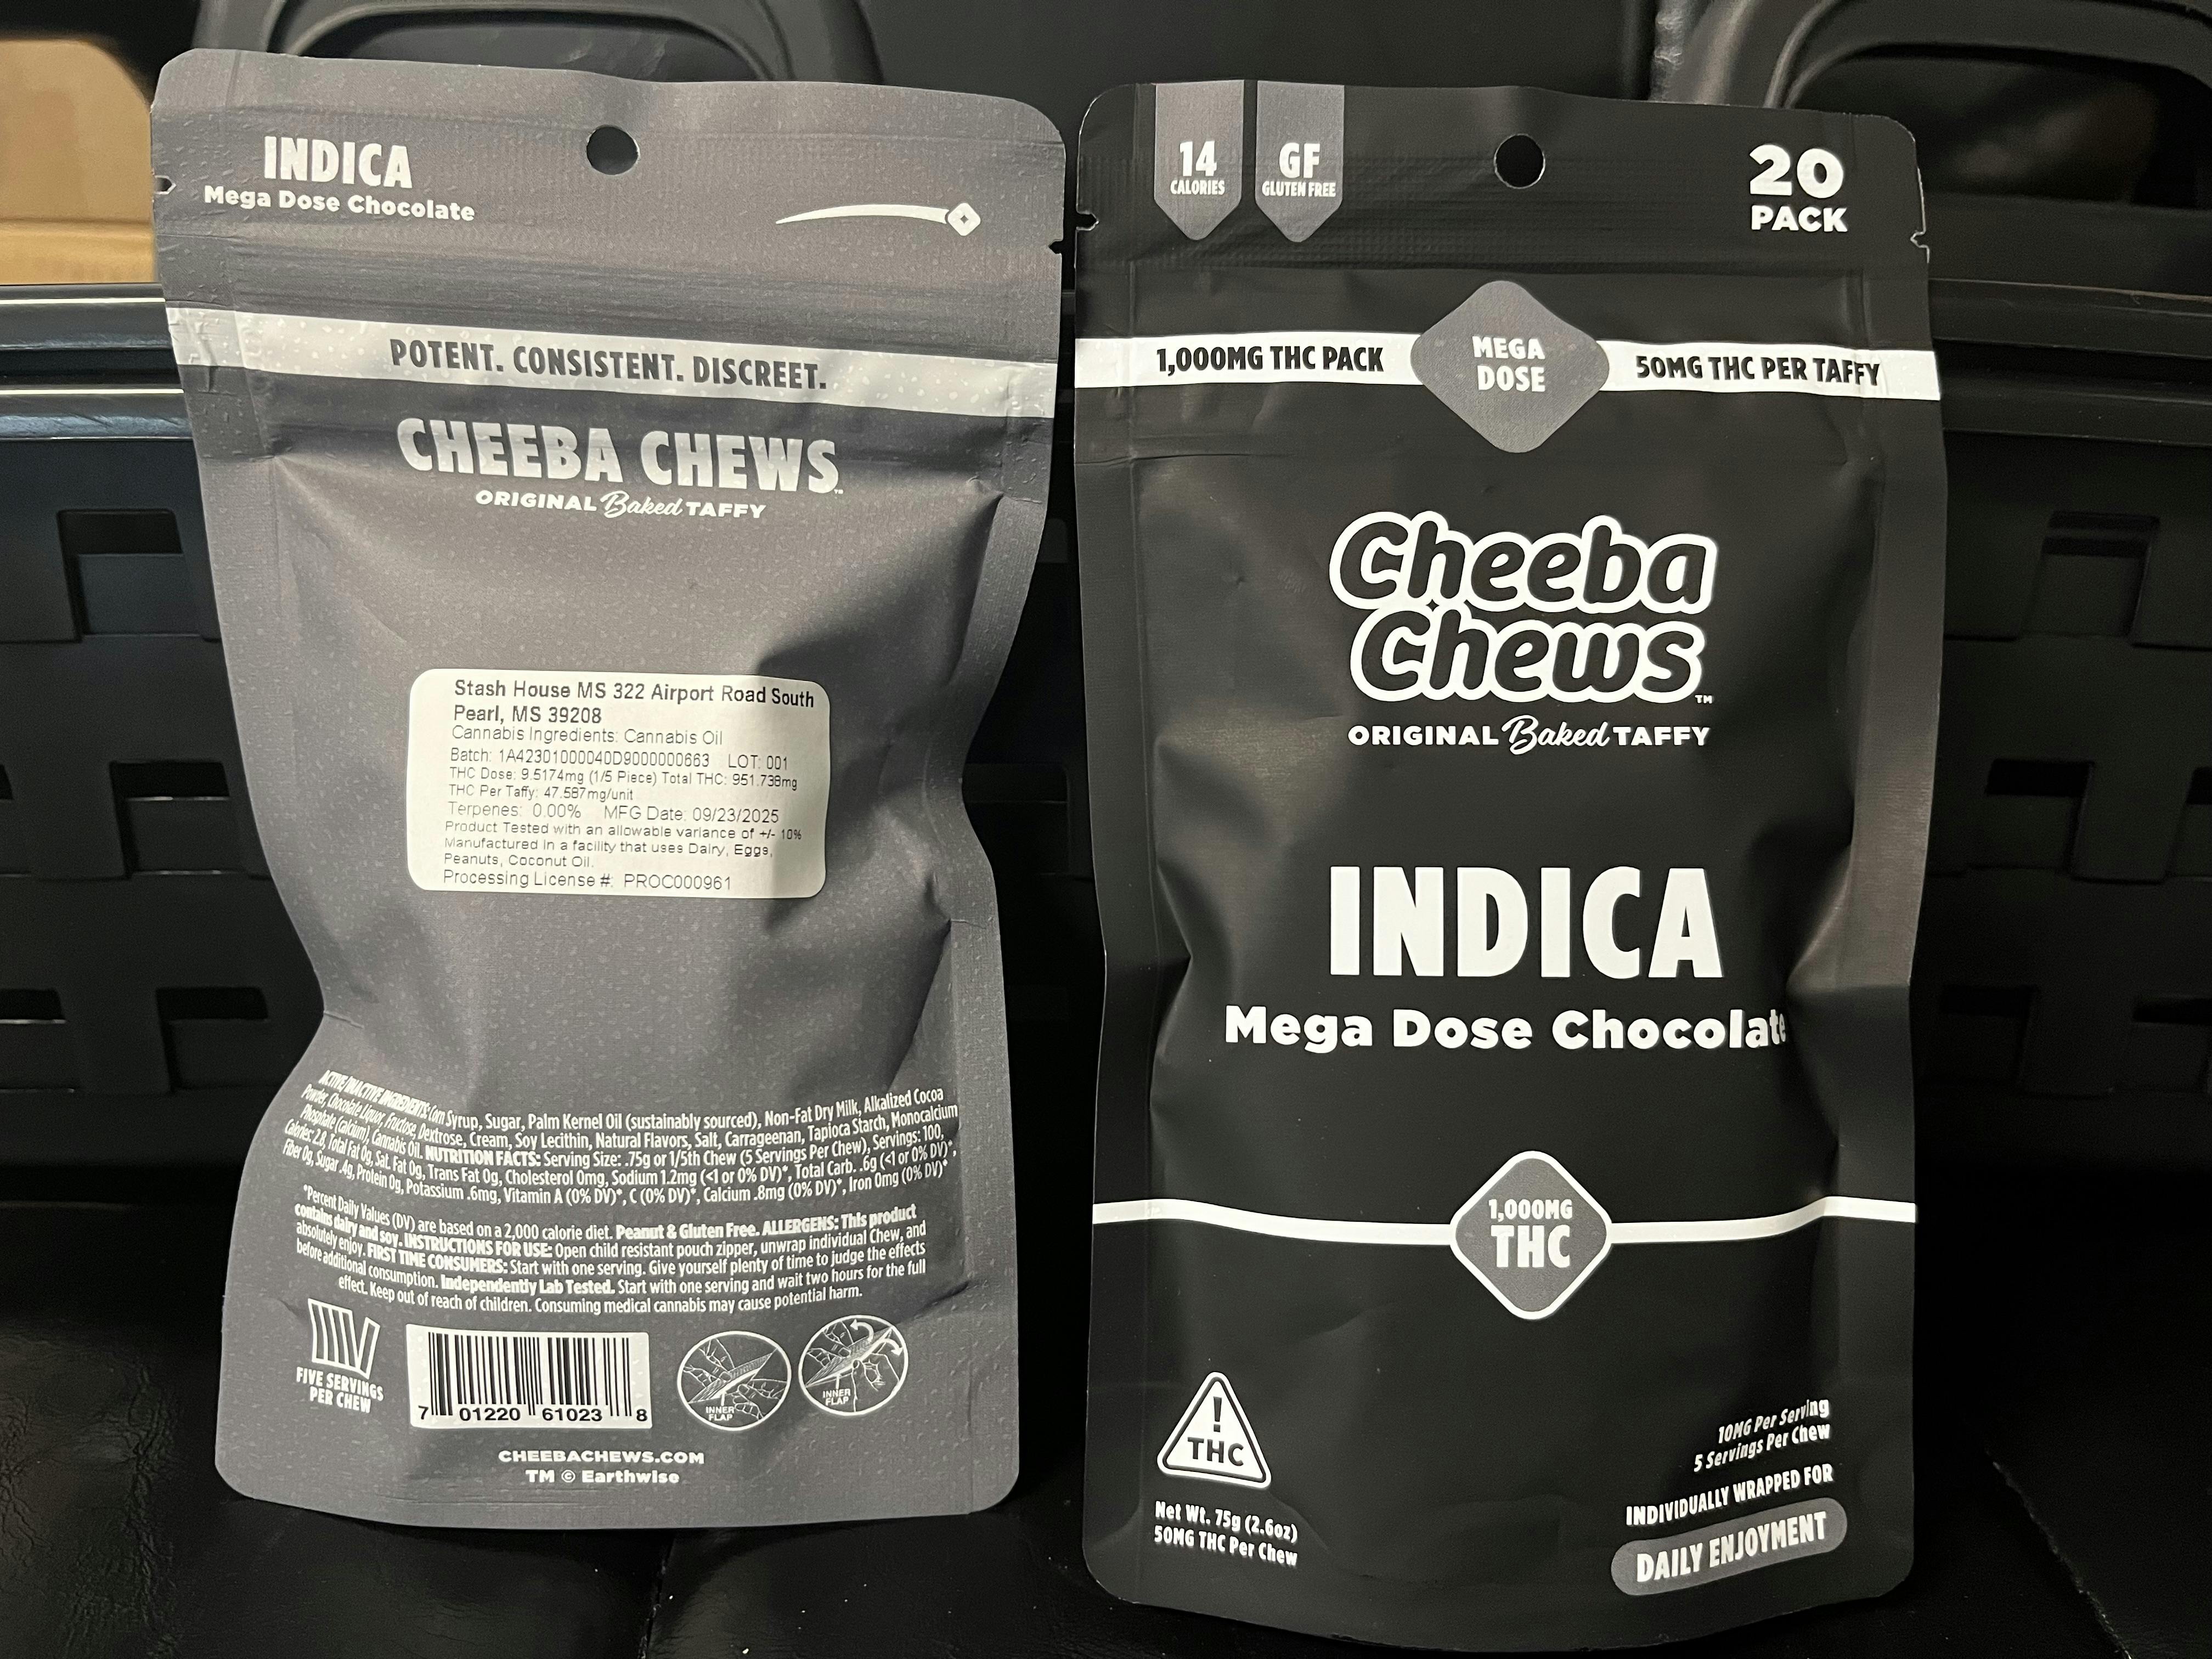 INDICA
Mega Dose Chocolate
POTENT. CONSISTENT. DISCREET.
CHEEBA CHEWS™
ORIGINAL Baked TAFFY
Stash House MS 322 Airport Road South
Pearl, MS 39208
Cannabis Ingredients: Cannabis Oil
Batch: 1A42301000040D9000000663 LOT: 001
THC Dose: 9.5174mg (1/5 Piece) Total THC: 951.738mg
THC Per Taffy: 47.587mg/unit
Terpenes: 0.00% MFG Date: 09/23/2025
Product Tested with an allowable variance of +/- 10%
Manufactured in a facility that uses Dairy, Eggs,
Peanuts, Coconut Oil.
Processing License #: PROC000961
ACTIVE/INACTIVE INGREDIENTS: Corn Syrup, Sugar, Palm Kernel Oil (sustainably sourced), Non-Fat Dry Milk, Alkalized Cocoa
Powder, Chocolate Liquor, Fructose, Dextrose, Cream, Soy Lecithin, Natural Flavors, Salt, Carrageenan, Tapioca Starch, Monocalcium
Phosphate (calcium), Cannabis Oil. NUTRITION FACTS: Serving Size: .75g or 1/5th Chew (5 Servings Per Chew), Servings: 100,
Calories: 2.8, Total Fat 0g, Sat. Fat 0g, Trans Fat 0g, Cholesterol 0mg, Sodium 1.2mg (<1 or 0% DV)*, Total Carb. .6g (<1 or 0% DV)*,
Fiber 0g, Sugar .4g, Protein 0g, Potassium .6mg, Vitamin A (0% DV)*, C (0% DV)*, Calcium .8mg (0% DV)*, Iron 0mg (0% DV)*
*Percent Daily Values (DV) are based on a 2,000 calorie diet. Peanut & Gluten Free. ALLERGENS: This product
contains dairy and soy. INSTRUCTIONS FOR USE: Open child resistant pouch zipper, unwrap individual Chew, and
absolutely enjoy. FIRST TIME CONSUMERS: Start with one serving. Give yourself plenty of time to judge the effects
before additional consumption. Independently Lab Tested. Start with one serving and wait two hours for the full
effect. Keep out of reach of children. Consuming medical cannabis may cause potential harm.
FIVE SERVINGS
PER CHEW
7 01220 61023 8
INNER
FLAP
INNER
FLAP
CHEEBACHEWS.COM
TM © Earthwise
14
CALORIES
GF
GLUTEN FREE
20
PACK
1,000MG THC PACK
MEGA
DOSE
50MG THC PER TAFFY
Cheeba
Chews™
ORIGINAL Baked TAFFY
INDICA
Mega Dose Chocolate
1,000MG
THC
!
THC
Net Wt. 75g (2.6oz)
50MG THC Per Chew
10MG Per Serving
5 Servings Per Chew
INDIVIDUALLY WRAPPED FOR
DAILY ENJOYMENT